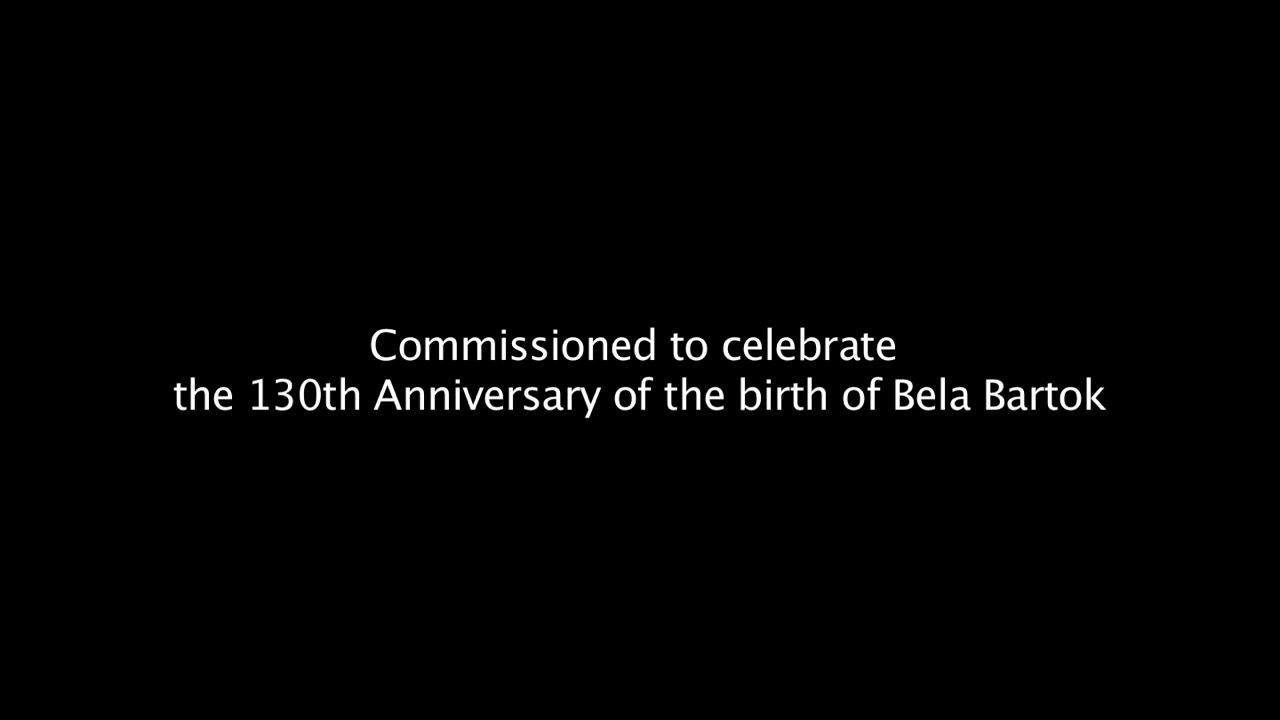 Commissioned to celebrate
the 130th Anniversary of the birth of Bela Bartok